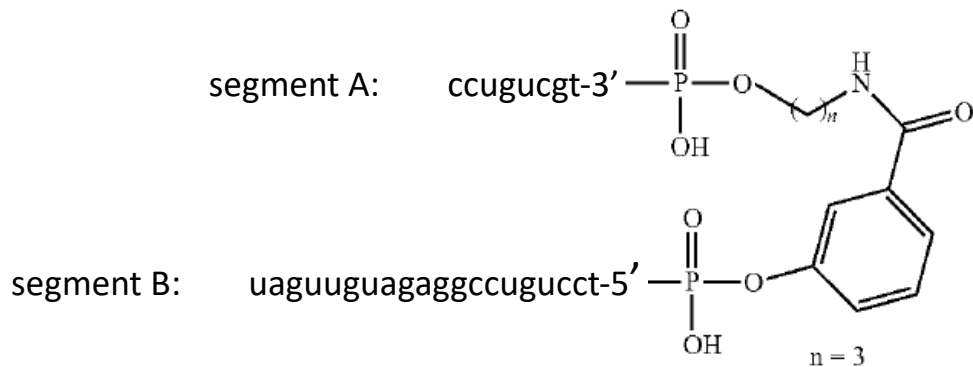 O
H
segment A: ccugucgt-3’ P O ( )n N O
OH
O
segment B: uaguuguagaggccugucct-5’ P O
OH
n = 3